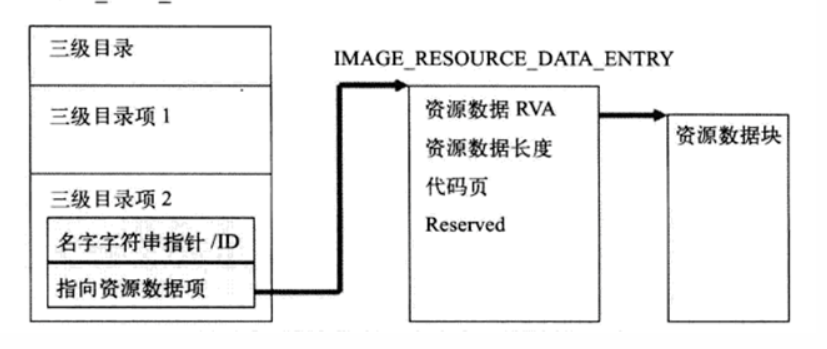 三级目录
三级目录项 1
三级目录项 2
名字字符串指针 /ID
指向资源数据项
IMAGE_RESOURCE_DATA_ENTRY
资源数据 RVA
资源数据长度
代码页
Reserved
资源数据块